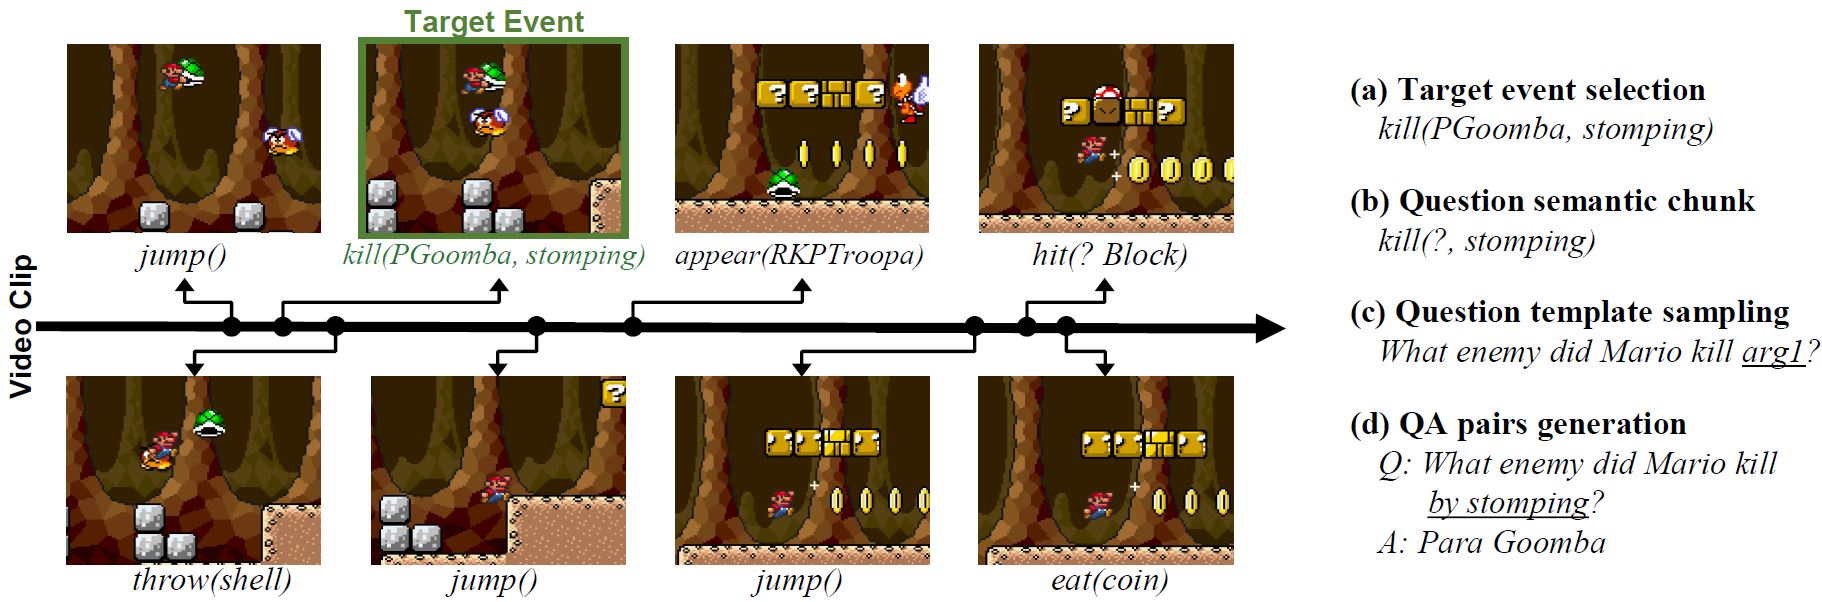 Target Event
jump()
kill(PGoomba, stomping)
appear(RKPTroopa)
hit(? Block)
Video Clip
throw(shell)
jump()
jump()
eat(coin)
(a) Target event selection
kill(PGoomba, stomping)
(b) Question semantic chunk
kill(?, stomping)
(c) Question template sampling
What enemy did Mario kill arg1?
(d) QA pairs generation
Q: What enemy did Mario kill
by stomping?
A: Para Goomba